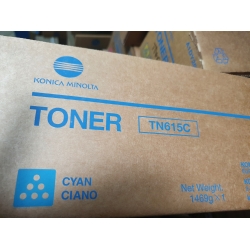 KONICA MINOLTA
TONER TN615C
CYAN
CIANO
Net Weight